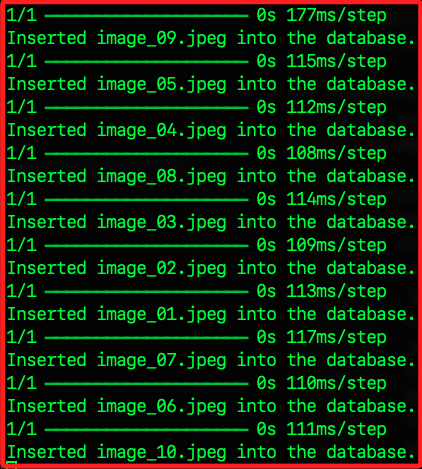 1/1 ━━━━━━━━━━━━━━━━━━━━ 0s 177ms/step
Inserted image_09.jpeg into the database.
1/1 ━━━━━━━━━━━━━━━━━━━━ 0s 115ms/step
Inserted image_05.jpeg into the database.
1/1 ━━━━━━━━━━━━━━━━━━━━ 0s 112ms/step
Inserted image_04.jpeg into the database.
1/1 ━━━━━━━━━━━━━━━━━━━━ 0s 108ms/step
Inserted image_08.jpeg into the database.
1/1 ━━━━━━━━━━━━━━━━━━━━ 0s 114ms/step
Inserted image_03.jpeg into the database.
1/1 ━━━━━━━━━━━━━━━━━━━━ 0s 109ms/step
Inserted image_02.jpeg into the database.
1/1 ━━━━━━━━━━━━━━━━━━━━ 0s 113ms/step
Inserted image_01.jpeg into the database.
1/1 ━━━━━━━━━━━━━━━━━━━━ 0s 117ms/step
Inserted image_07.jpeg into the database.
1/1 ━━━━━━━━━━━━━━━━━━━━ 0s 110ms/step
Inserted image_06.jpeg into the database.
1/1 ━━━━━━━━━━━━━━━━━━━━ 0s 111ms/step
Inserted image_10.jpeg into the database.